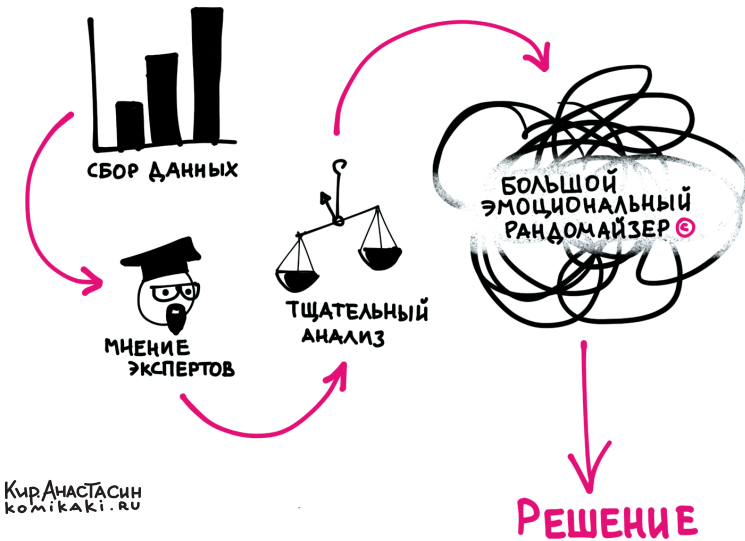 СБОР ДАННЫХ
МНЕНИЕ
ЭКСПЕРТОВ
ТЩАТЕЛЬНЫЙ
АНАЛИЗ
БОЛЬШОЙ
ЭМОЦИОНАЛЬНЫЙ
РАНДОМАЙЗЕР ©
РЕШЕНИЕ
Кир.Анастасин
komikaki.ru